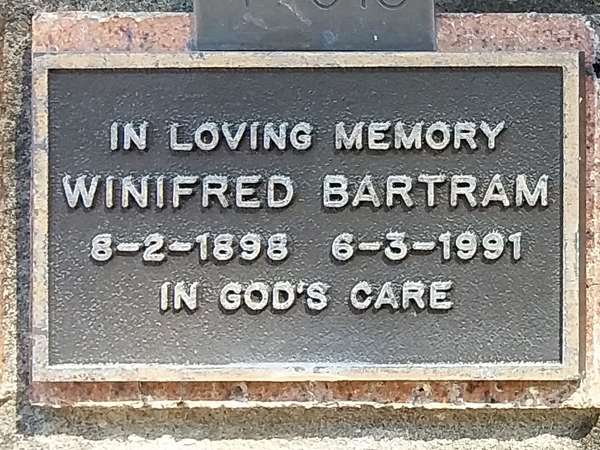 IN LOVING MEMORY
WINIFRED BARTRAM
8-2-1898 6-3-1991
IN GOD'S CARE